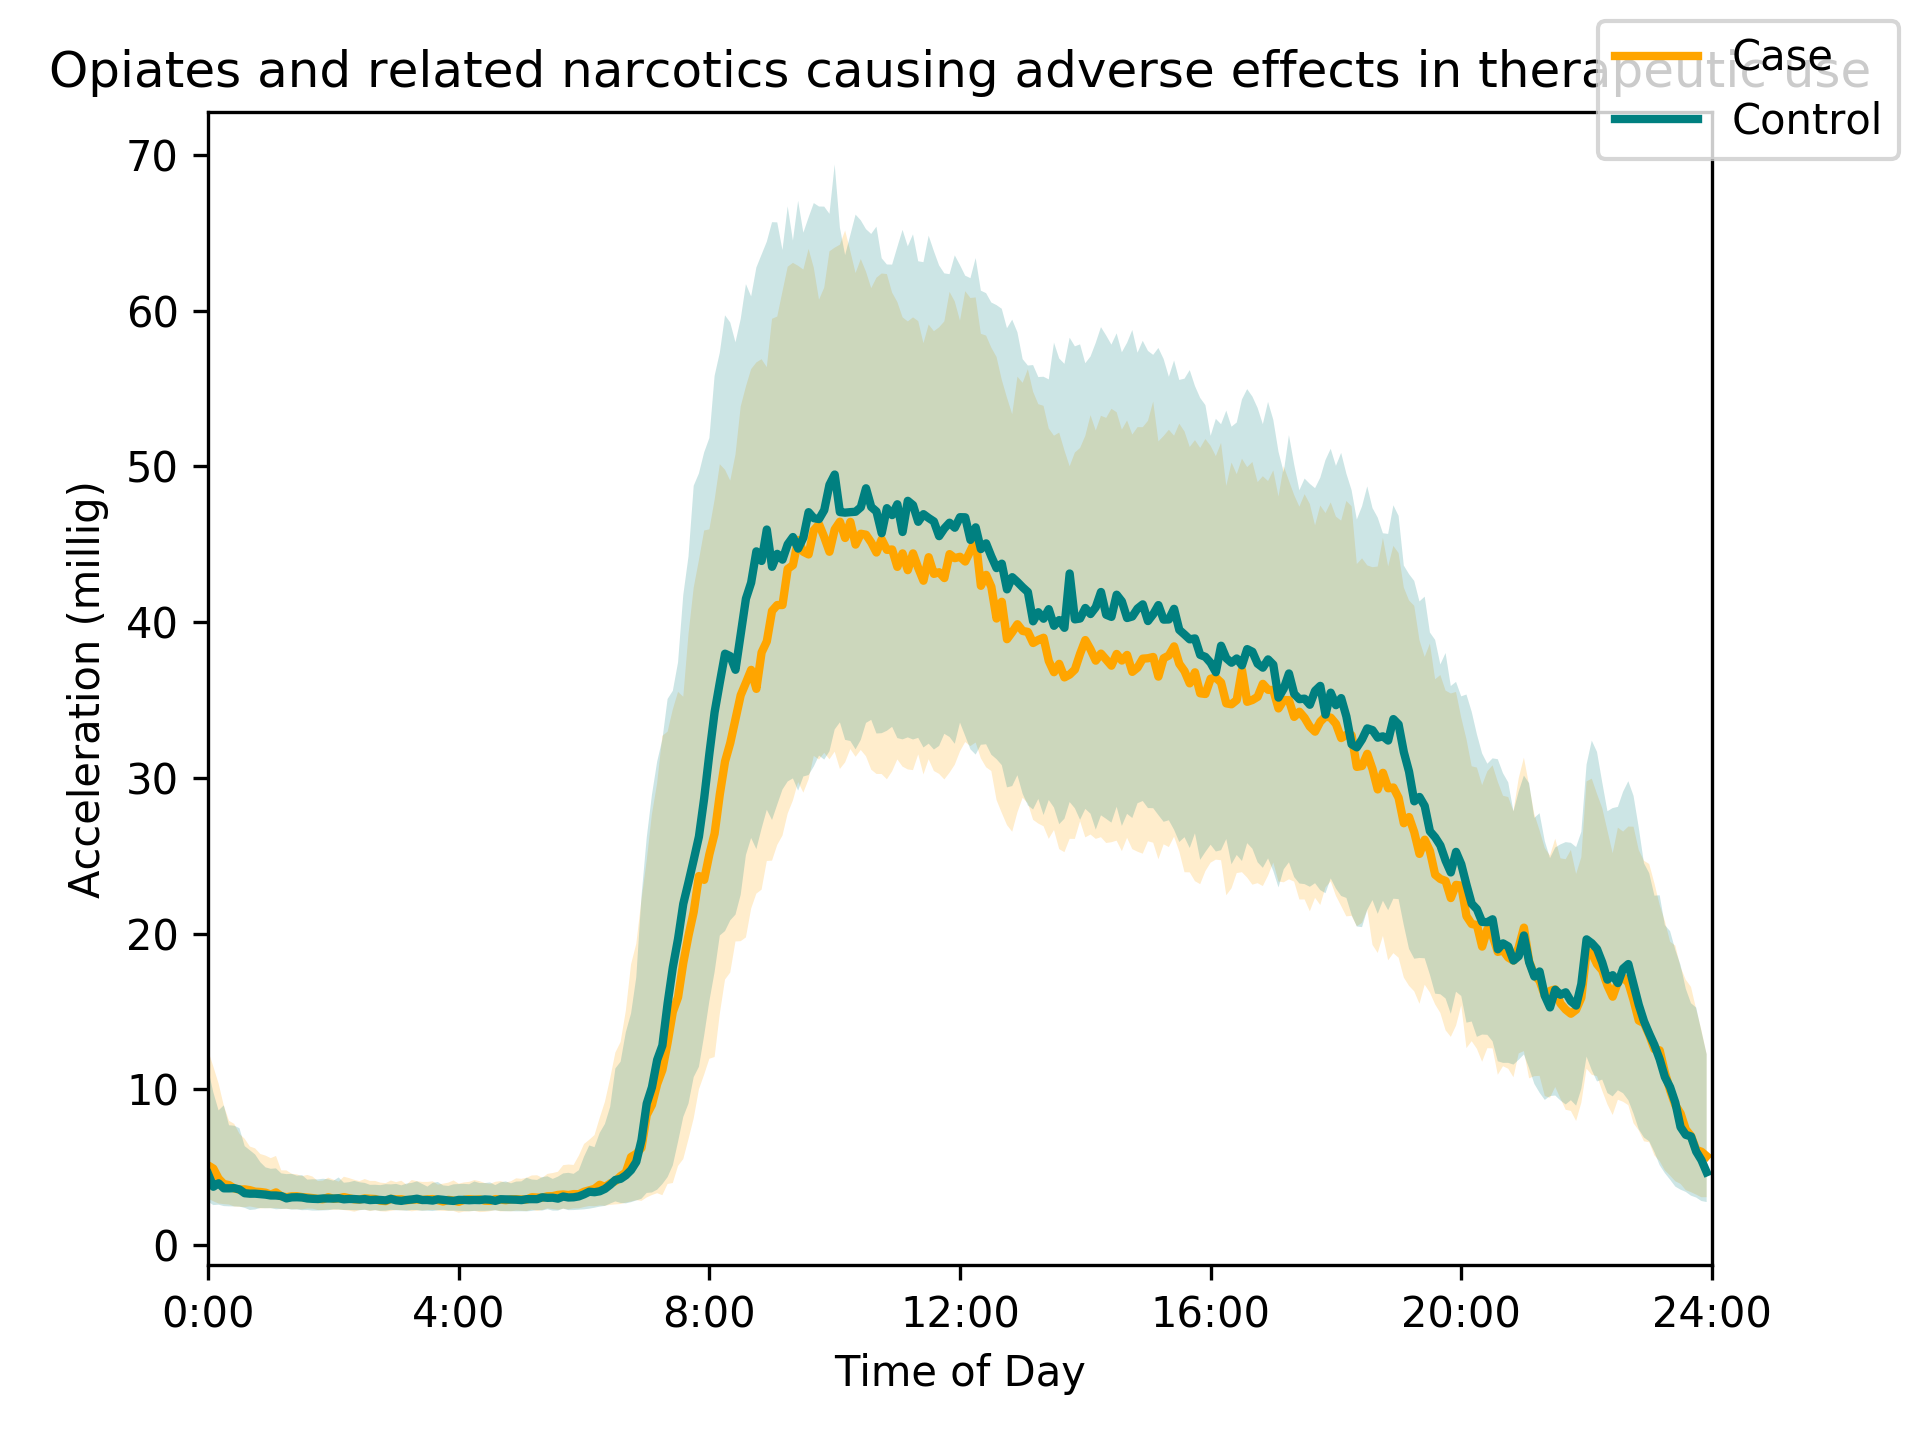 Opiates and related narcotics causing adverse effects in therapeutic use
Case
Control
70
60
50
40
30
20
10
0
Acceleration (millig)
0:00 4:00 8:00 12:00 16:00 20:00 24:00
Time of Day